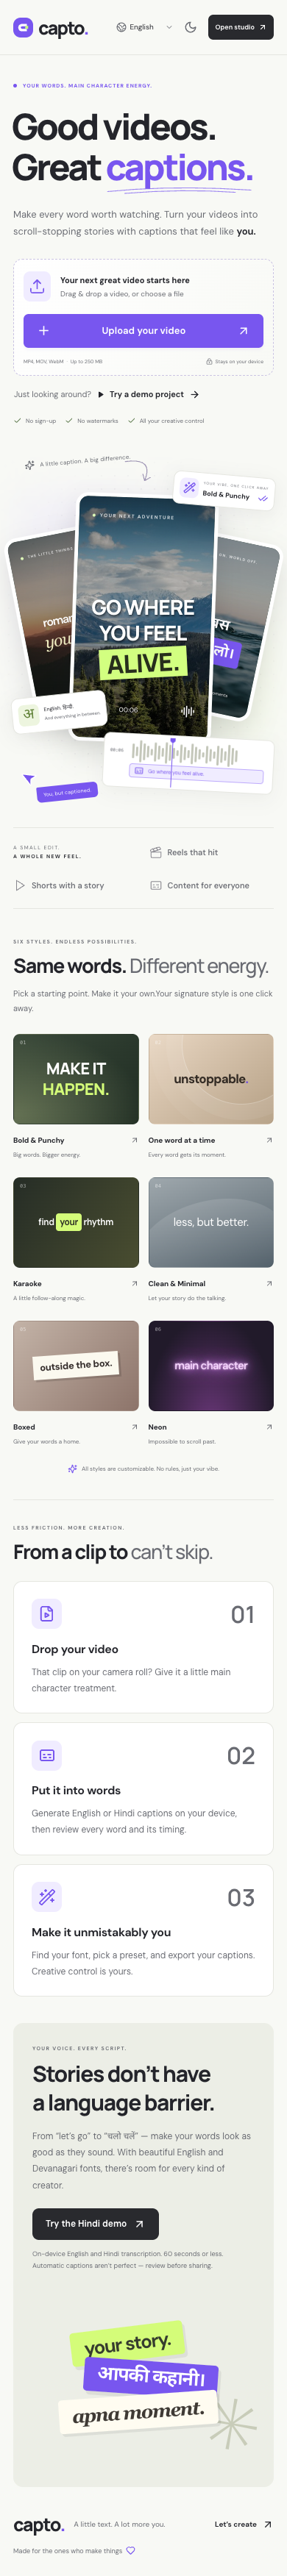 capto.
English
Open studio
YOUR WORDS. MAIN CHARACTER ENERGY.
Good videos.
Great captions.
Make every word worth watching. Turn your videos into
scroll-stopping stories with captions that feel like you.
Your next great video starts here
Drag & drop a video, or choose a file
Upload your video
MP4, MOV, WebM · Up to 250 MB
Stays on your device
Looking around? Try a demo project
No sign-up
No watermarks
All your creative control
A little caption. A big difference.
YOUR VIBE, ONE CLICK AWAY
Bold & Punchy
THE LITTLE THINGS
YOUR NEXT ADVENTURE
GO WHERE
YOU FEEL
ALIVE.
00:06
अ
English. हिन्दी.
And everything in between.
00:06
Go where you feel alive.
You, but captioned
A SMALL EDIT.
A WHOLE NEW FEEL.
Reels that hit
Shorts with a story
Content for everyone
SIX STYLES. ENDLESS POSSIBILITIES.
Same words. Different energy.
Pick a starting point. Make it your own.Your signature style is one click
away.
01
MAKE IT
HAPPEN.
Bold & Punchy
Big words. Bigger energy.
02
unstoppable.
One word at a time
Every word gets its moment.
03
find your rhythm
Karaoke
A little follow-along magic.
04
less, but better.
Clean & Minimal
Let your story do the talking.
05
outside the box.
Boxed
Give your words a home.
06
main character
Neon
Impossible to scroll past.
All styles are customizable. No rules, just your vibe.
LESS FRICTION. MORE CREATION.
From a clip to can't skip.
01
Drop your video
That clip on your camera roll? Give it a little main
character treatment.
02
Put it into words
Generate English or Hindi captions on your device,
then review every word and its timing.
03
Make it unmistakably you
Find your font, pick a preset, and export your captions.
Creative control is yours.
YOUR VOICE. EVERY SCRIPT.
Stories don't have
a language barrier.
From "let's go" to "चलो चलें" — make your words look as
good as they sound. With beautiful English and
Devanagari fonts, there's room for every kind of
creator.
Try the Hindi demo
On-device English and Hindi transcription. 60 seconds or less.
Automatic captions aren't perfect — review before sharing.
your story.
आपकी कहानी।
apna moment.
capto.
A little text. A lot more you.
Let's create
Made for the ones who make things